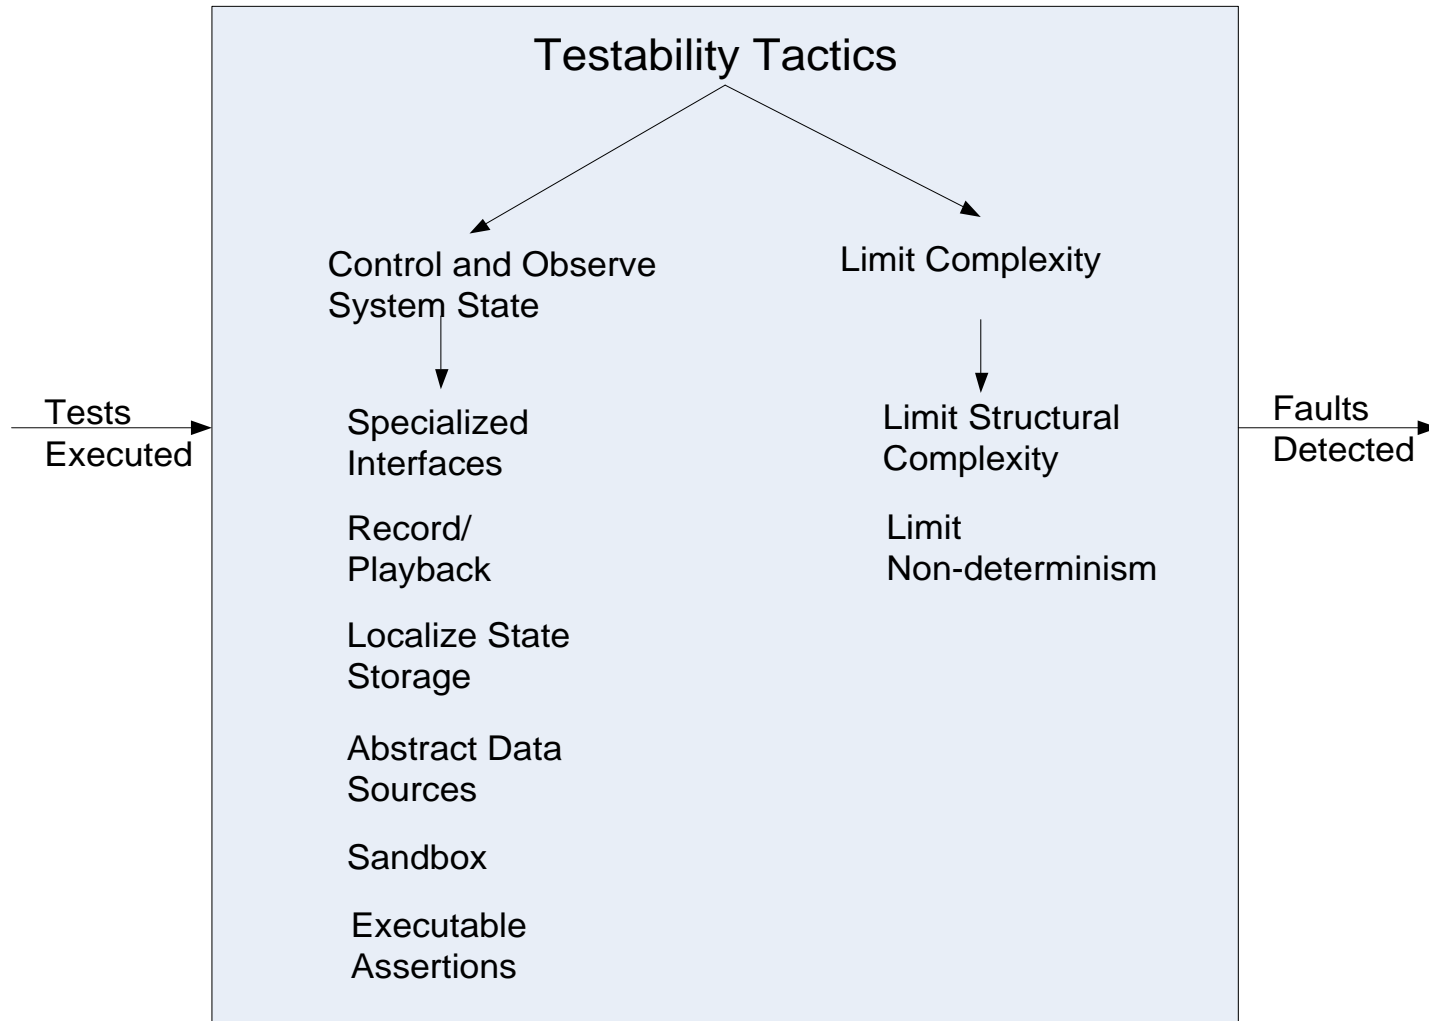 Testability Tactics
Control and Observe
System State
Limit Complexity
Tests
Executed
Specialized
Interfaces
Record/
Playback
Localize State
Storage
Abstract Data
Sources
Sandbox
Executable
Assertions
Limit Structural
Complexity
Limit
Non-determinism
Faults
Detected